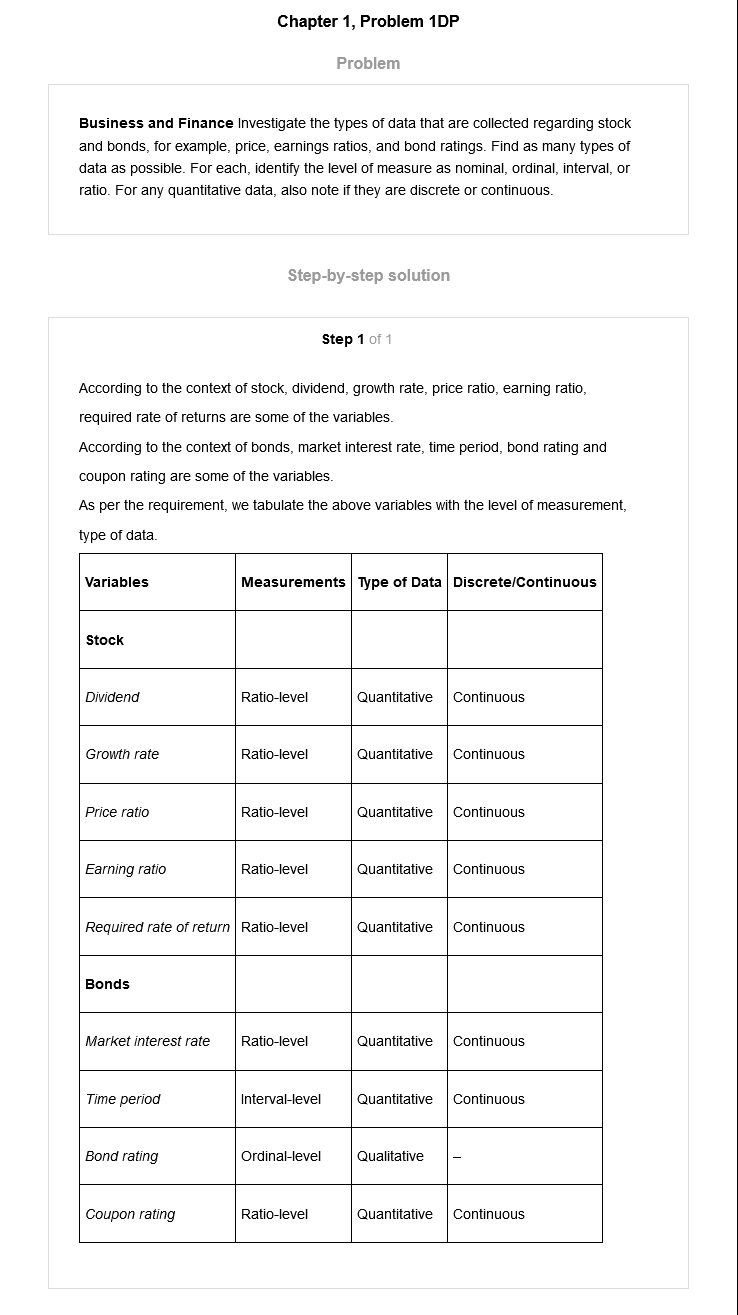 Chapter 1, Problem 1DP
Problem
Business and Finance Investigate the types of data that are collected regarding stock
and bonds, for example, price, earnings ratios, and bond ratings. Find as many types of
data as possible. For each, identify the level of measure as nominal, ordinal, interval, or
ratio. For any quantitative data, also note if they are discrete or continuous.
Step-by-step solution
Step 1 of 1
According to the context of stock, dividend, growth rate, price ratio, earning ratio,
required rate of returns are some of the variables.
According to the context of bonds, market interest rate, time period, bond rating and
coupon rating are some of the variables.
As per the requirement, we tabulate the above variables with the level of measurement,
type of data.
Variables Measurements Type of Data Discrete/Continuous
Stock
Dividend Ratio-level Quantitative Continuous
Growth rate Ratio-level Quantitative Continuous
Price ratio Ratio-level Quantitative Continuous
Earning ratio Ratio-level Quantitative Continuous
Required rate of return Ratio-level Quantitative Continuous
Bonds
Market interest rate Ratio-level Quantitative Continuous
Time period Interval-level Quantitative Continuous
Bond rating Ordinal-level Qualitative –
Coupon rating Ratio-level Quantitative Continuous